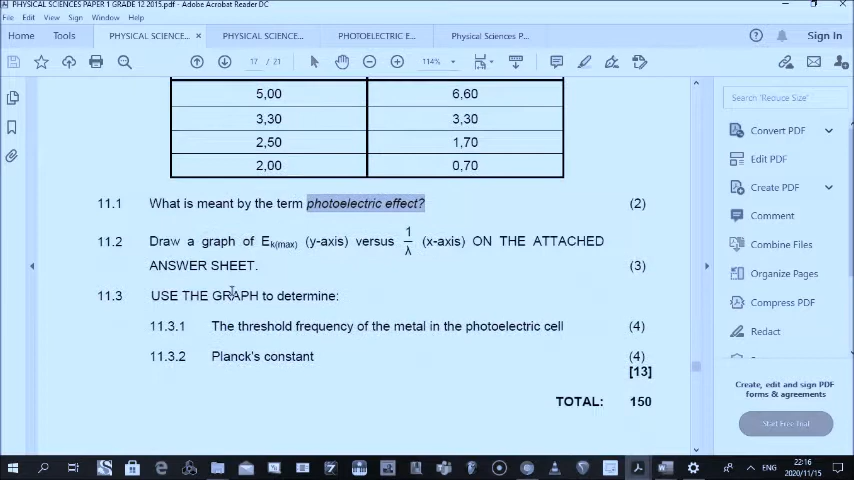 PHYSICAL SCIENCES PAPER 1 GRADE 12 2015.pdf - Adobe Acrobat Reader DC
File Edit View Sign Window Help
Home Tools PHYSICAL SCIENCE... × PHYSICAL SCIENCE... PHOTOELECTRIC E... Physical Sciences P... Sign In
17 / 21 114%
5,00 6,60
3,30 3,30
2,50 1,70
2,00 0,70
11.1 What is meant by the term photoelectric effect? (2)
11.2 Draw a graph of Ek(max) (y-axis) versus 1/λ (x-axis) ON THE ATTACHED
ANSWER SHEET. (3)
11.3 USE THE GRAPH to determine:
11.3.1 The threshold frequency of the metal in the photoelectric cell (4)
11.3.2 Planck's constant (4)
[13]
TOTAL: 150
Search 'Reduce Size'
Convert PDF
Edit PDF
Create PDF
Comment
Combine Files
Organize Pages
Compress PDF
Redact
Create, edit and sign PDF
forms & agreements
Start Free Trial
ENG
22:16
2020/11/15